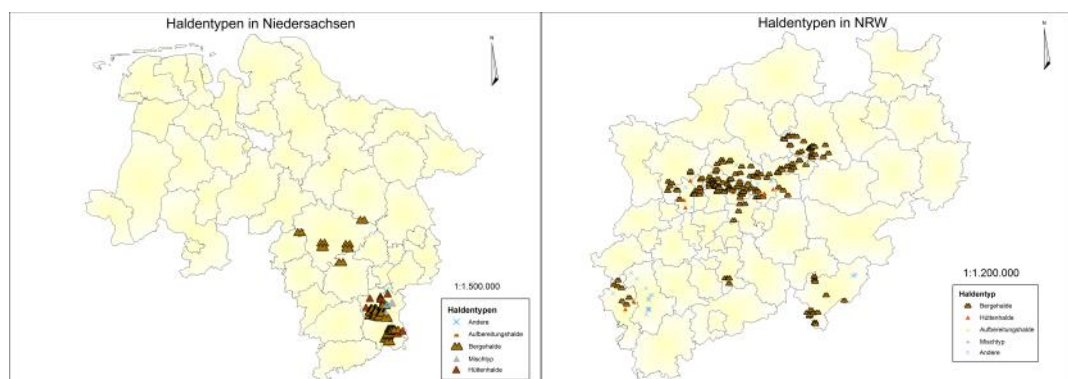 Haldentypen in Niedersachsen
N
1:1.500.000
Haldentypen
Andere
Aufbereitungshalde
Bergehalde
Mischtyp
Hüttenhalde
Haldentypen in NRW
N
1:1.200.000
Haldentyp
Bergehalde
Hüttenhalde
Aufbereitungshalde
Mischtyp
Andere